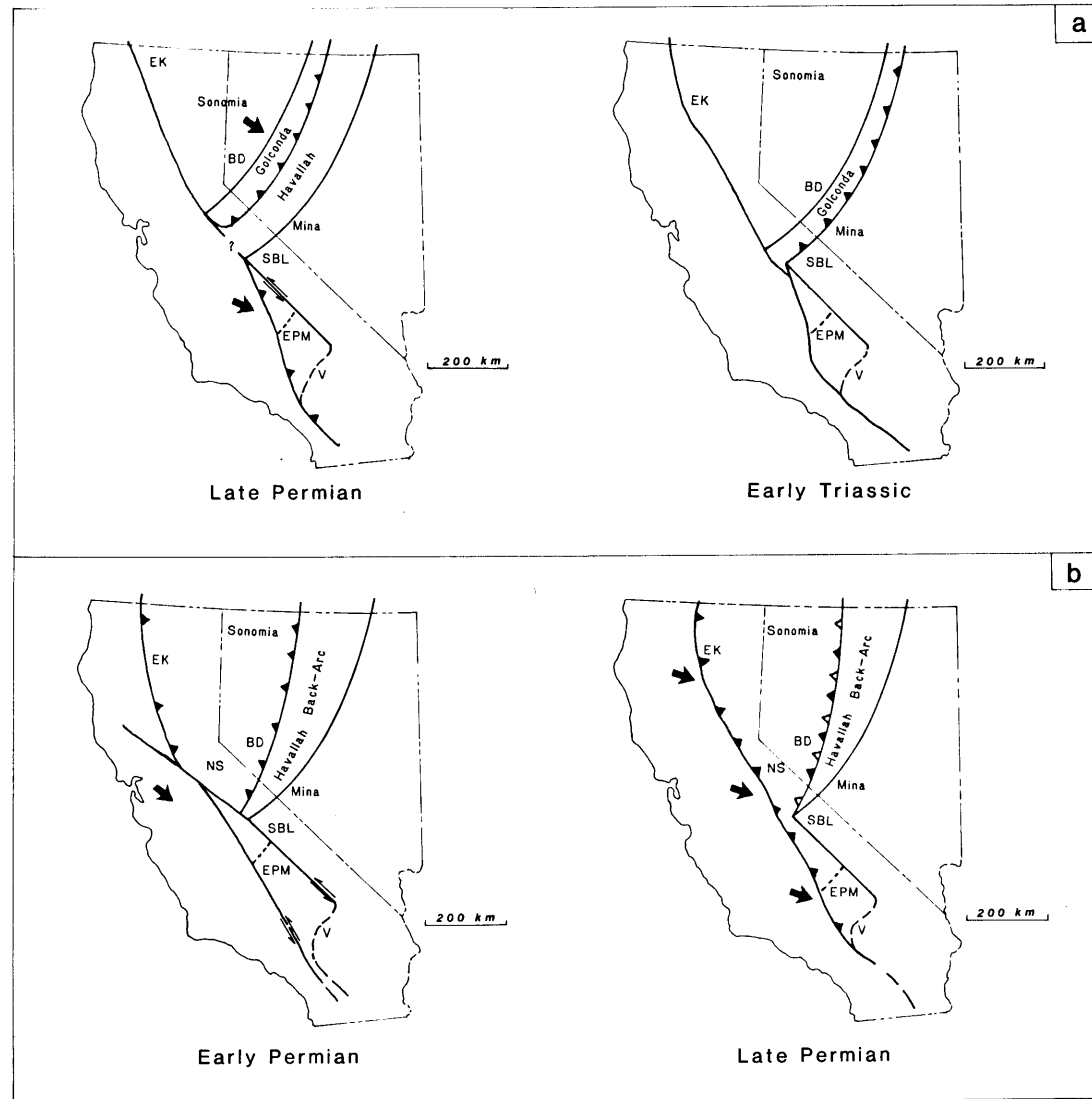 a
EK
Sonomia
BD
Golconda
Havallah
Mina
?
SBL
EPM
V
200 km
Late Permian
Sonomia
EK
BD
Golconda
Mina
SBL
EPM
V
200 km
Early Triassic
b
Sonomia
EK
Havallah Back-Arc
BD
NS
Mina
SBL
EPM
V
200 km
Early Permian
Sonomia
EK
Havallah Back-Arc
BD
NS
Mina
SBL
EPM
V
200 km
Late Permian